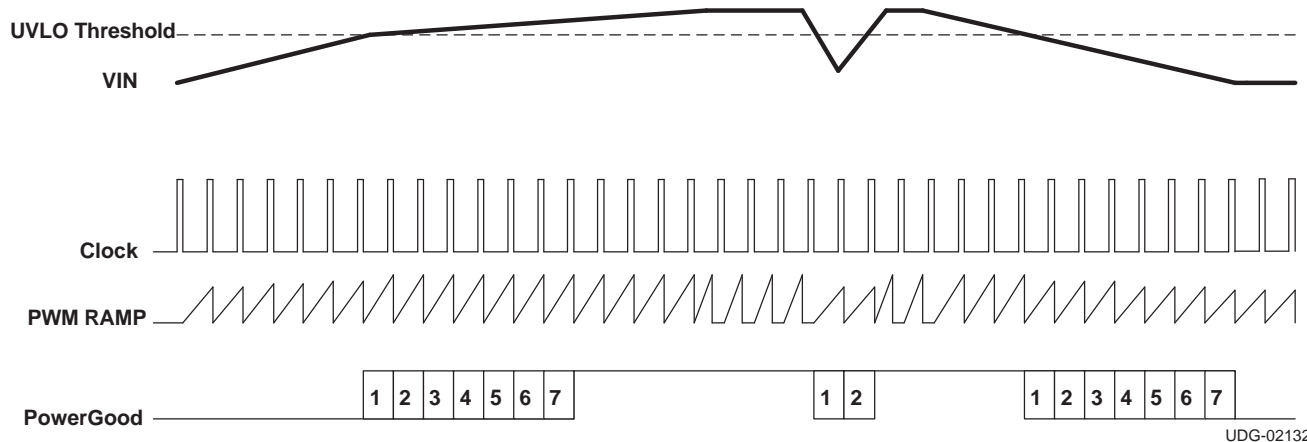 UVLO Threshold
VIN
Clock
PWM RAMP
1 2 3 4 5 6 7 1 2 1 2 3 4 5 6 7
PowerGood
UDG-02132